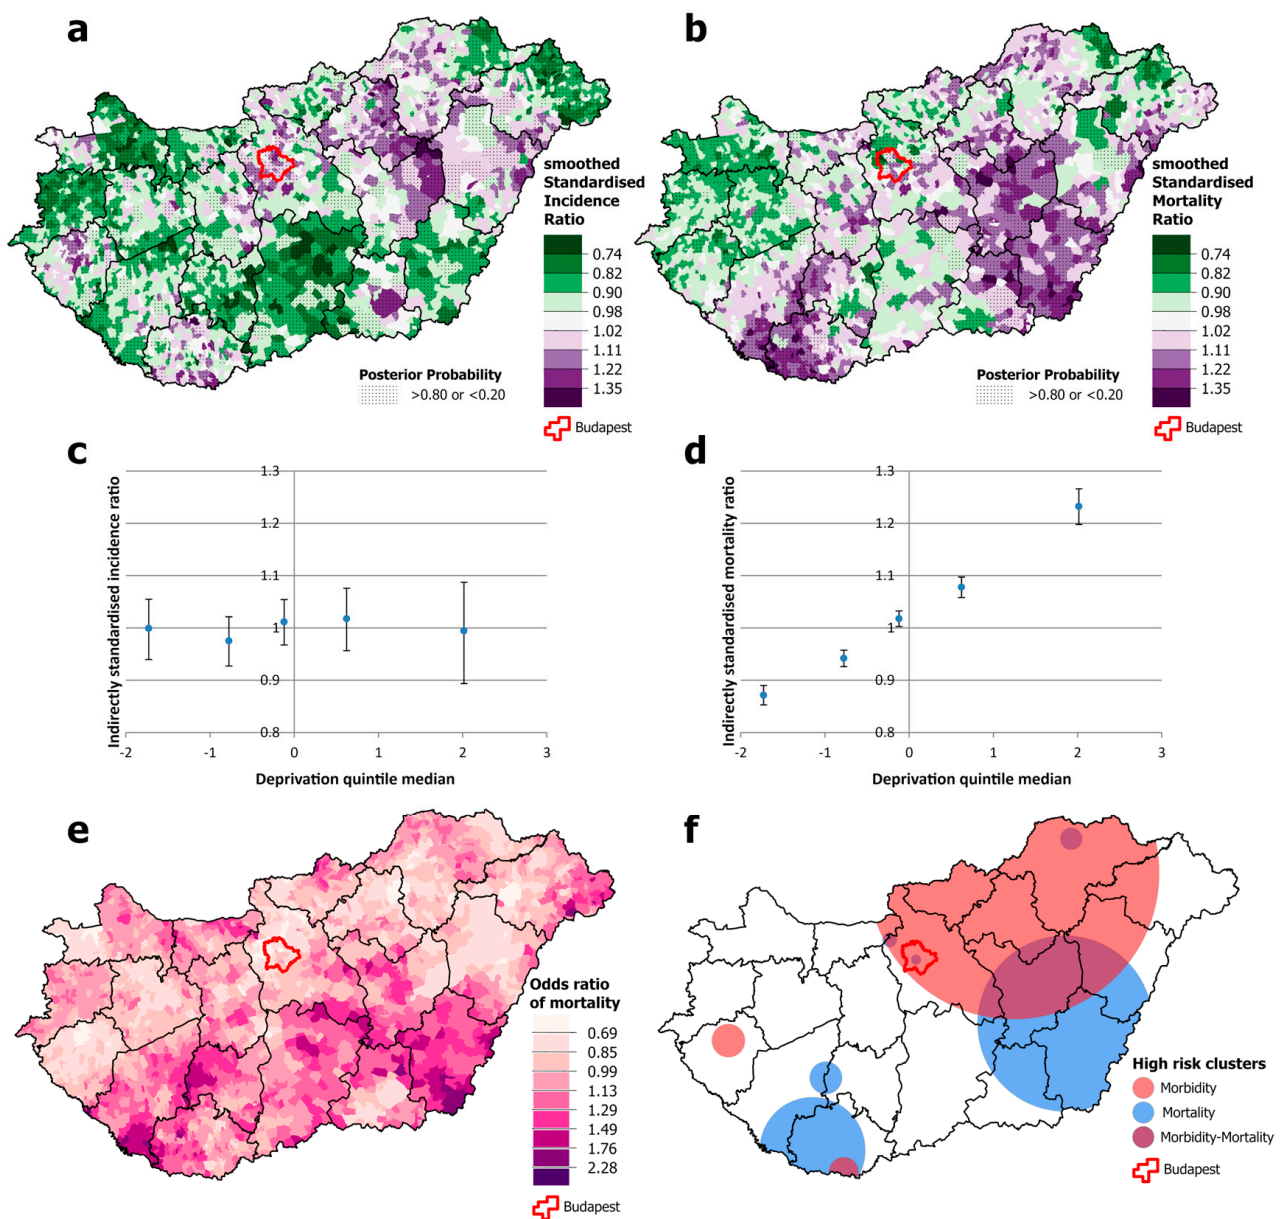 a
smoothed
Standardised
Incidence
Ratio
0.74
0.82
0.90
0.98
1.02
1.11
1.22
1.35
Posterior Probability
>0.80 or <0.20
Budapest
b
smoothed
Standardised
Mortality
Ratio
0.74
0.82
0.90
0.98
1.02
1.11
1.22
1.35
Posterior Probability
>0.80 or <0.20
Budapest
c
Indirectly standardised incidence ratio
1.3
1.2
1.1
1
0.9
0.8
-2
-1
0
1
2
3
Deprivation quintile median
d
Indirectly standardised mortality ratio
1.3
1.2
1.1
1
0.9
0.8
-2
-1
0
1
2
3
Deprivation quintile median
e
Odds ratio
of mortality
0.69
0.85
0.99
1.13
1.29
1.49
1.76
2.28
Budapest
f
High risk clusters
Morbidity
Mortality
Morbidity-Mortality
Budapest